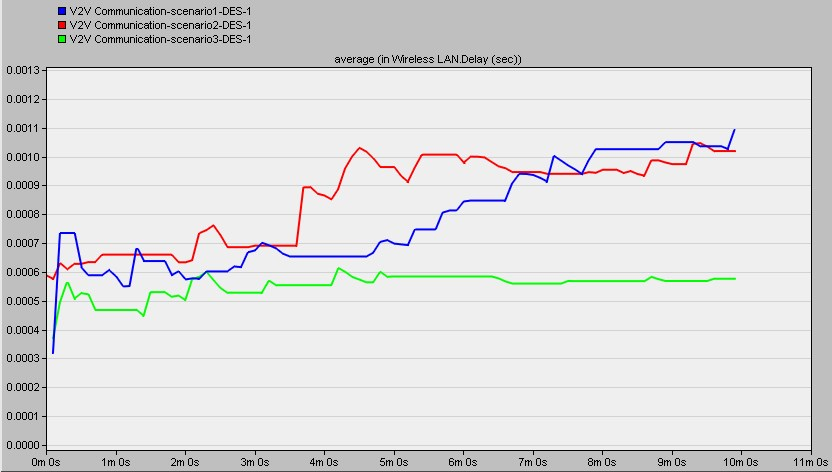 V2V Communication-scenario1-DES-1
V2V Communication-scenario2-DES-1
V2V Communication-scenario3-DES-1
average (in Wireless LAN.Delay (sec))
0.0013
0.0012
0.0011
0.0010
0.0009
0.0008
0.0007
0.0006
0.0005
0.0004
0.0003
0.0002
0.0001
0.0000
0m 0s 1m 0s 2m 0s 3m 0s 4m 0s 5m 0s 6m 0s 7m 0s 8m 0s 9m 0s 10m 0s 11m 0s